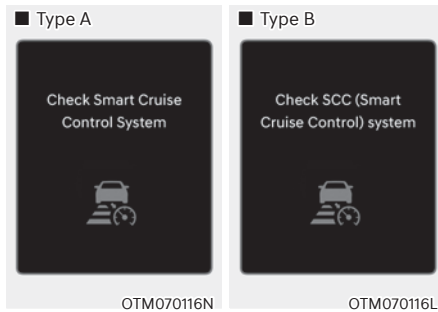 ■ Type A
Check Smart Cruise
Control System
OTM070116N
■ Type B
Check SCC (Smart
Cruise Control) system
OTM070116L